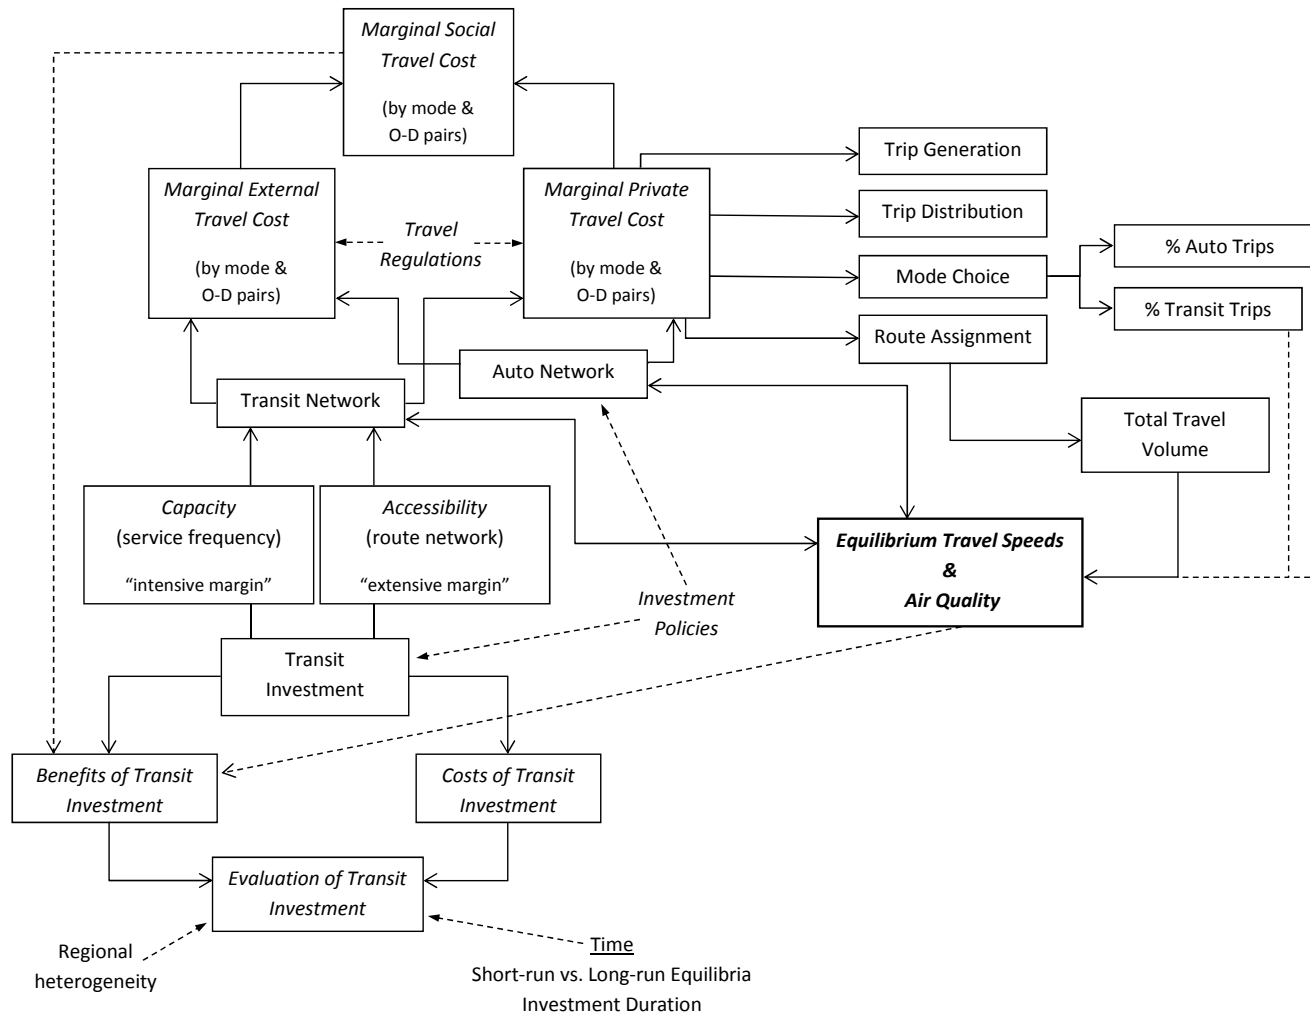 Marginal Social
Travel Cost
(by mode &
O-D pairs)
Trip Generation
Marginal External
Travel Cost
(by mode &
O-D pairs)
Travel
Regulations
Marginal Private
Travel Cost
(by mode &
O-D pairs)
Trip Distribution
% Auto Trips
Mode Choice
% Transit Trips
Route Assignment
Auto Network
Transit Network
Total Travel
Volume
Capacity
(service frequency)
“intensive margin”
Accessibility
(route network)
“extensive margin”
Equilibrium Travel Speeds
&
Air Quality
Investment
Policies
Transit
Investment
Benefits of Transit
Investment
Costs of Transit
Investment
Evaluation of Transit
Investment
Regional
heterogeneity
Time
Short-run vs. Long-run Equilibria
Investment Duration